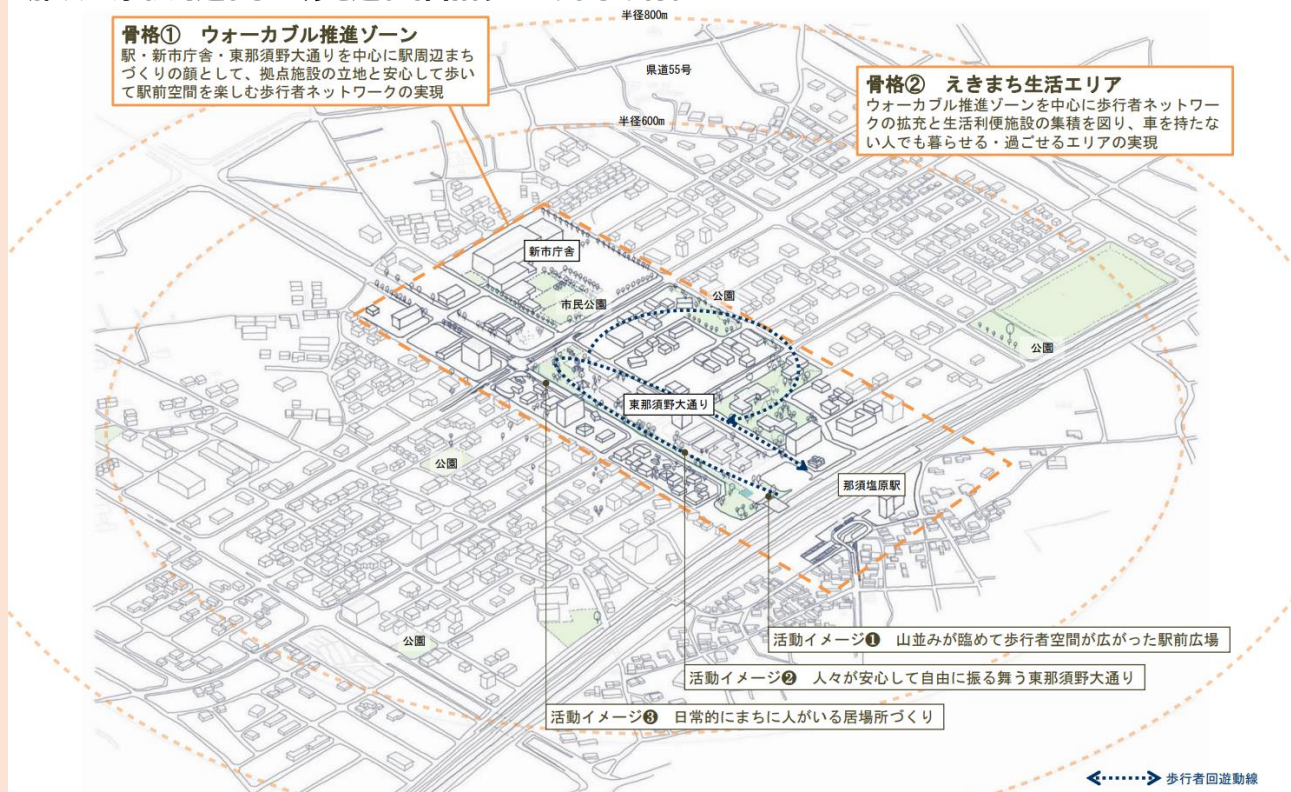 半径800m
骨格① ウォーカブル推進ゾーン
駅・新市庁舎・東那須野大通りを中心に駅周辺まち
づくりの顔として、拠点施設の立地と安心して歩い
て駅前空間を楽しむ歩行者ネットワークの実現
県道55号
骨格② えきまち生活エリア
ウォーカブル推進ゾーンを中心に歩行者ネットワー
クの拡充と生活利便施設の集積を図り、車を持たな
い人でも暮らせる・過ごせるエリアの実現
半径600m
新市庁舎
市民公園
公園
公園
東那須野大通り
公園
那須塩原駅
公園
活動イメージ❶ 山並みが臨めて歩行者空間が広がった駅前広場
活動イメージ❷ 人々が安心して自由に振る舞う東那須野大通り
活動イメージ❸ 日常的にまちに人がいる居場所づくり
歩行者回遊動線